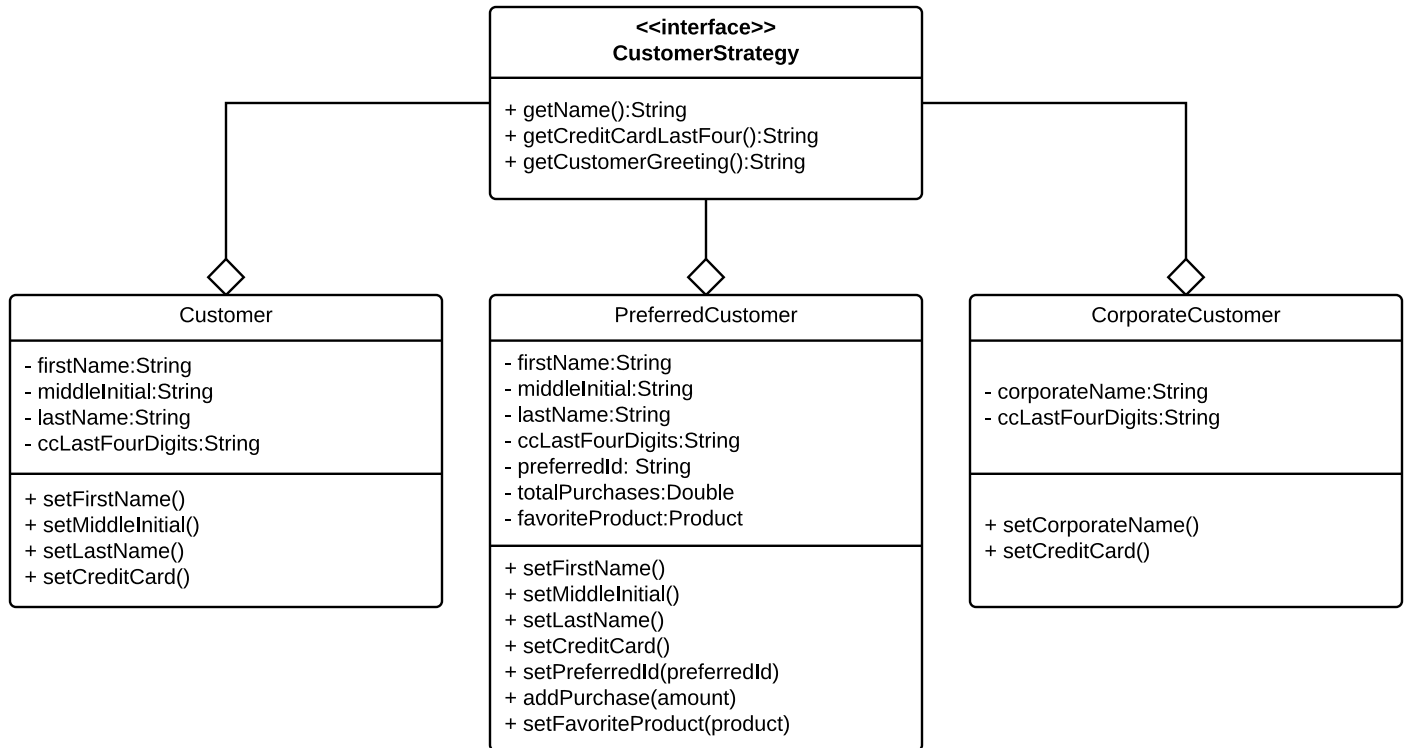 <<interface>>
CustomerStrategy
+ getName():String
+ getCreditCardLastFour():String
+ getCustomerGreeting():String
Customer
- firstName:String
- middleInitial:String
- lastName:String
- ccLastFourDigits:String
+ setFirstName()
+ setMiddleInitial()
+ setLastName()
+ setCreditCard()
PreferredCustomer
- firstName:String
- middleInitial:String
- lastName:String
- ccLastFourDigits:String
- preferredId: String
- totalPurchases:Double
- favoriteProduct:Product
+ setFirstName()
+ setMiddleInitial()
+ setLastName()
+ setCreditCard()
+ setPreferredId(preferredId)
+ addPurchase(amount)
+ setFavoriteProduct(product)
CorporateCustomer
- corporateName:String
- ccLastFourDigits:String
+ setCorporateName()
+ setCreditCard()